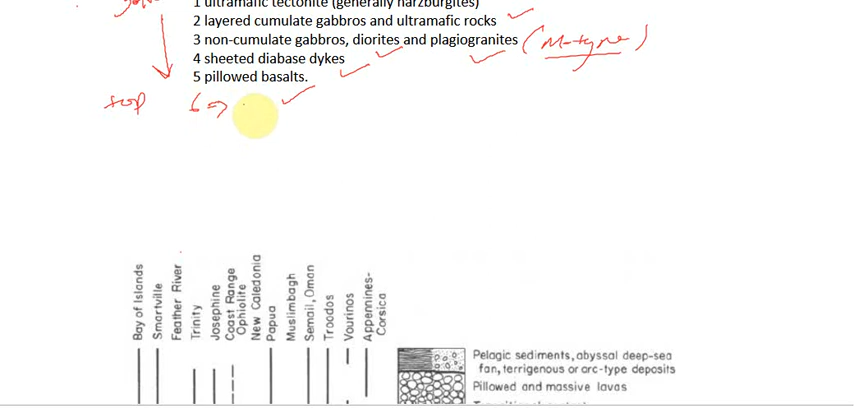 1 ultramafic tectonite (generally harzburgites)
2 layered cumulate gabbros and ultramafic rocks
3 non-cumulate gabbros, diorites and plagiogranites (M-type)
4 sheeted diabase dykes
5 pillowed basalts.
top 6 ⇒
Bay of Islands
Smartville
Feather River
Trinity
Josephine
Coast Range
Ophiolite
New Caledonia
Papua
Muslimbagh
Semail, Oman
Troodos
Vourinos
Appennines-
Corsica
Pelagic sediments, abyssal deep-sea
fan, terrigenous or arc-type deposits
Pillowed and massive lavas